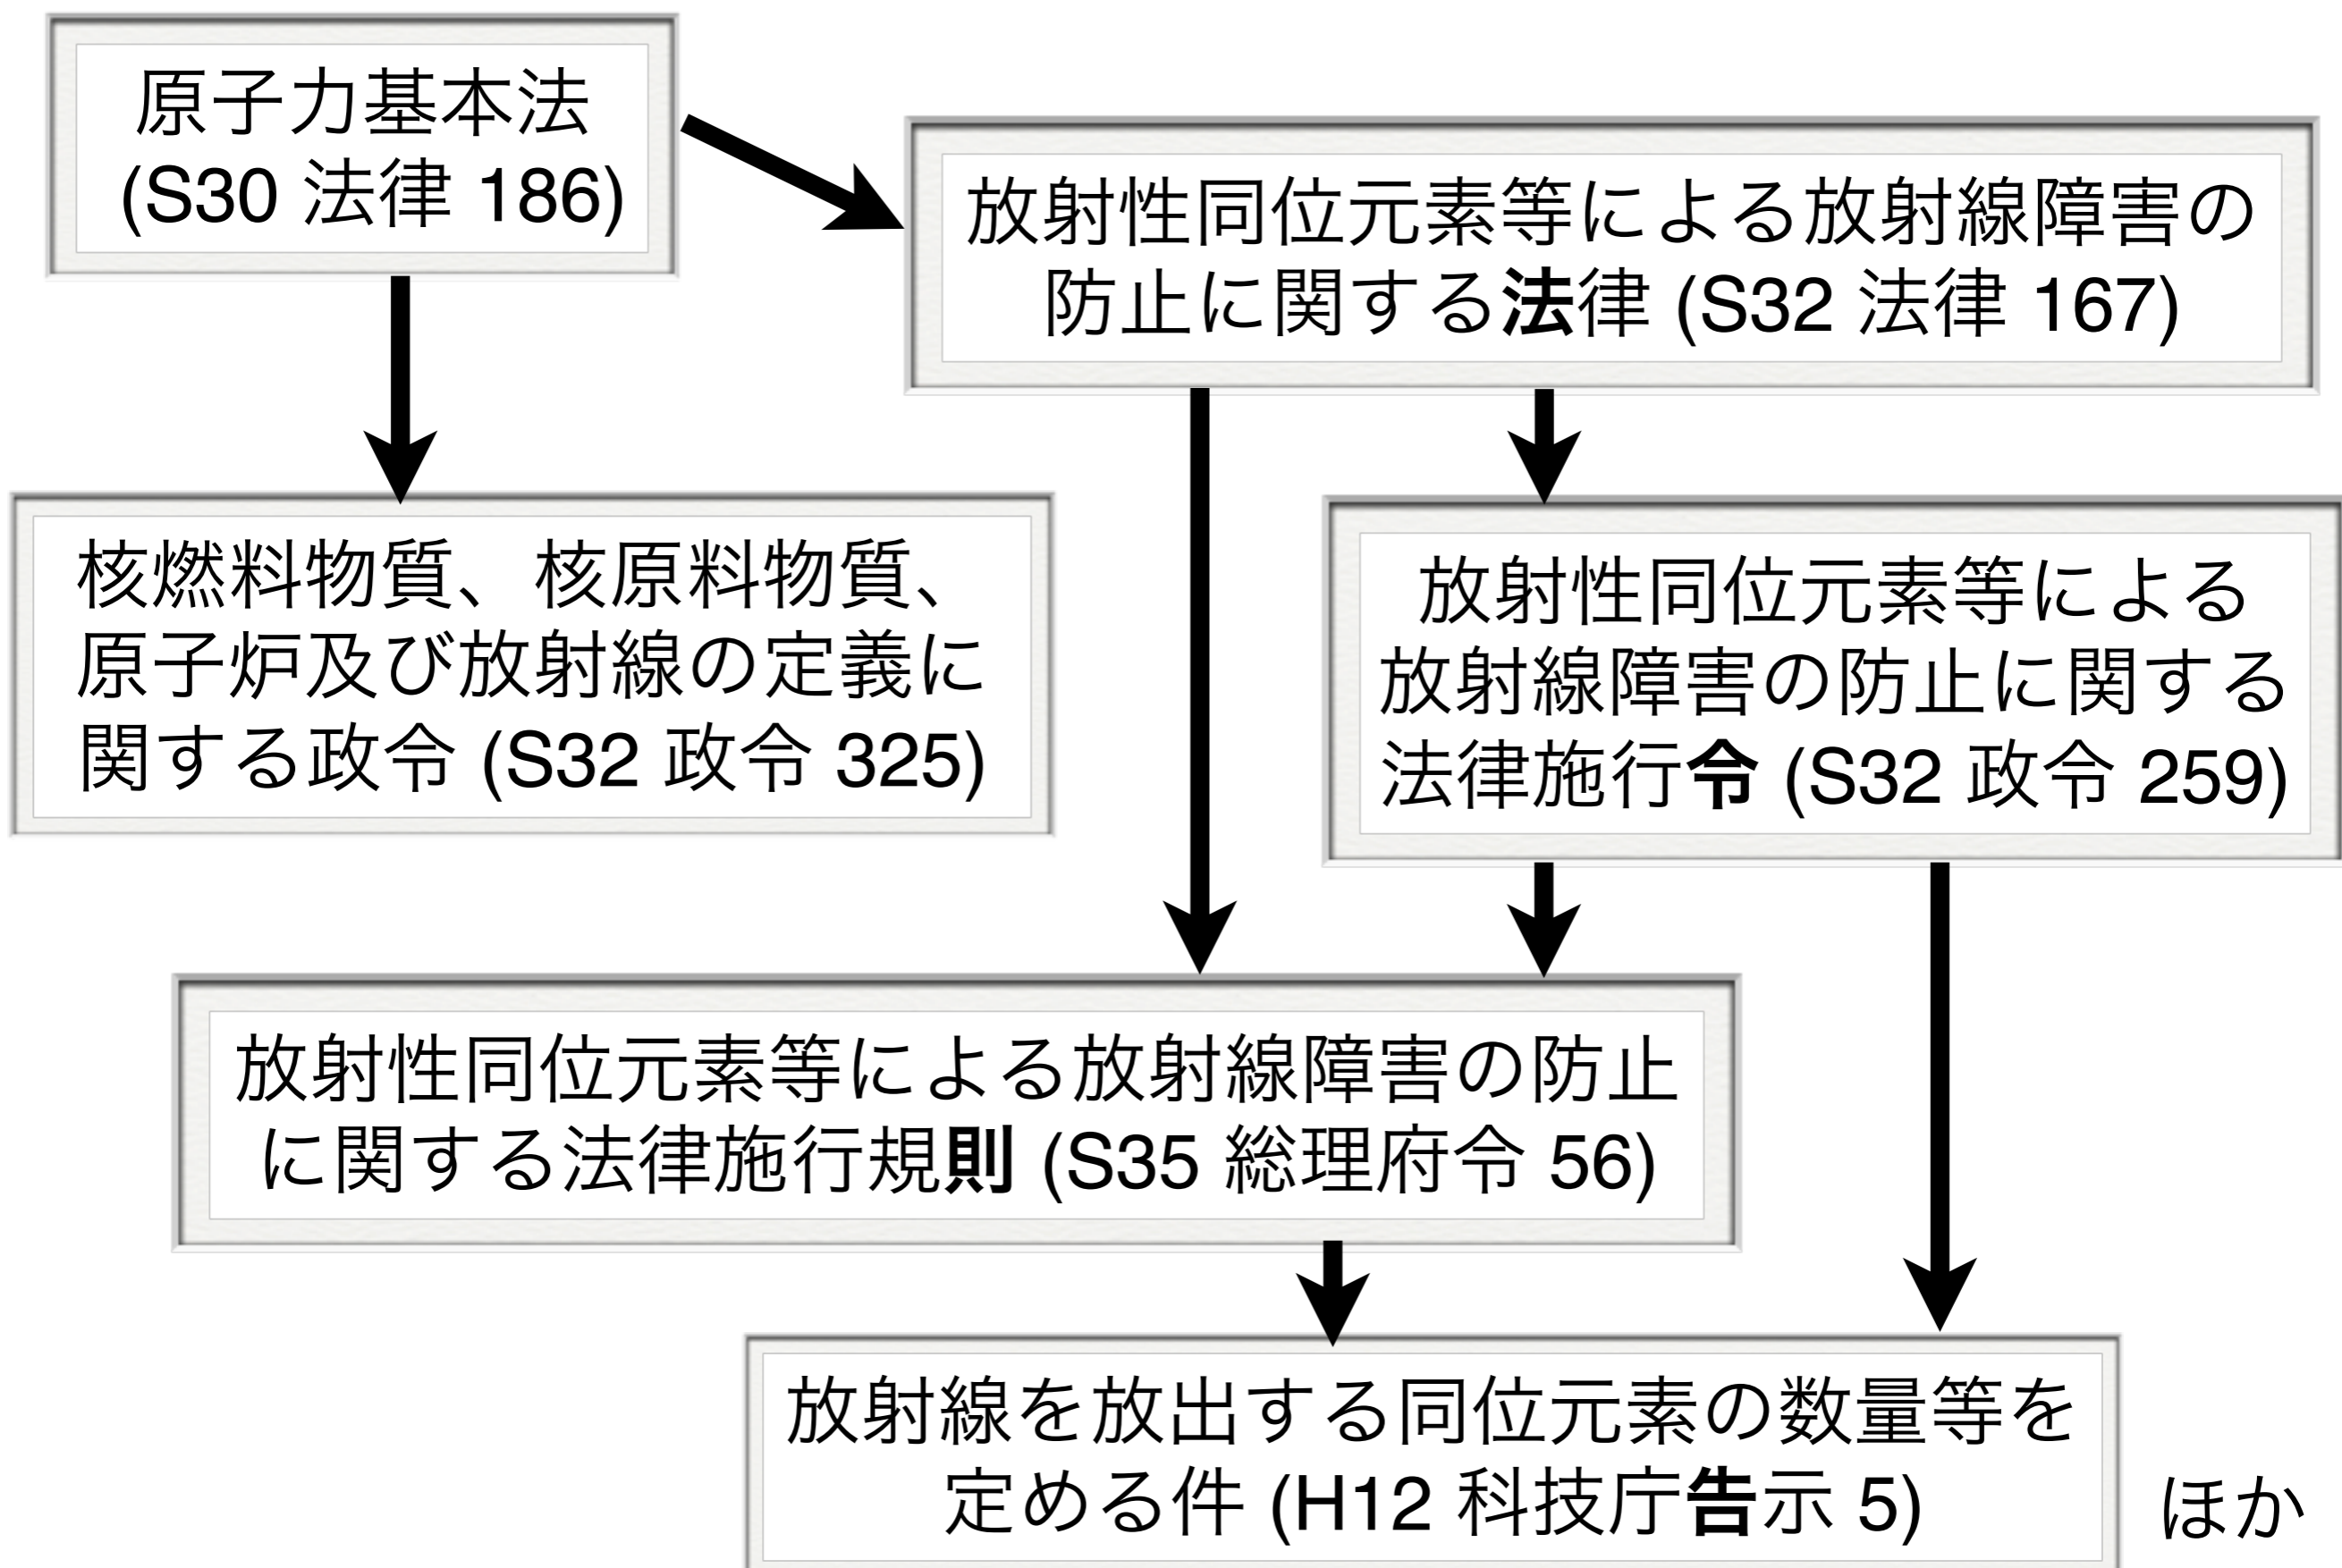 原子力基本法
(S30 法律 186)
放射性同位元素等による放射線障害の
防止に関する法律 (S32 法律 167)
核燃料物質、核原料物質、
原子炉及び放射線の定義に
関する政令 (S32 政令 325)
放射性同位元素等による
放射線障害の防止に関する
法律施行令 (S32 政令 259)
放射性同位元素等による放射線障害の防止
に関する法律施行規則 (S35 総理府令 56)
放射線を放出する同位元素の数量等を
定める件 (H12 科技庁告示 5)
ほか